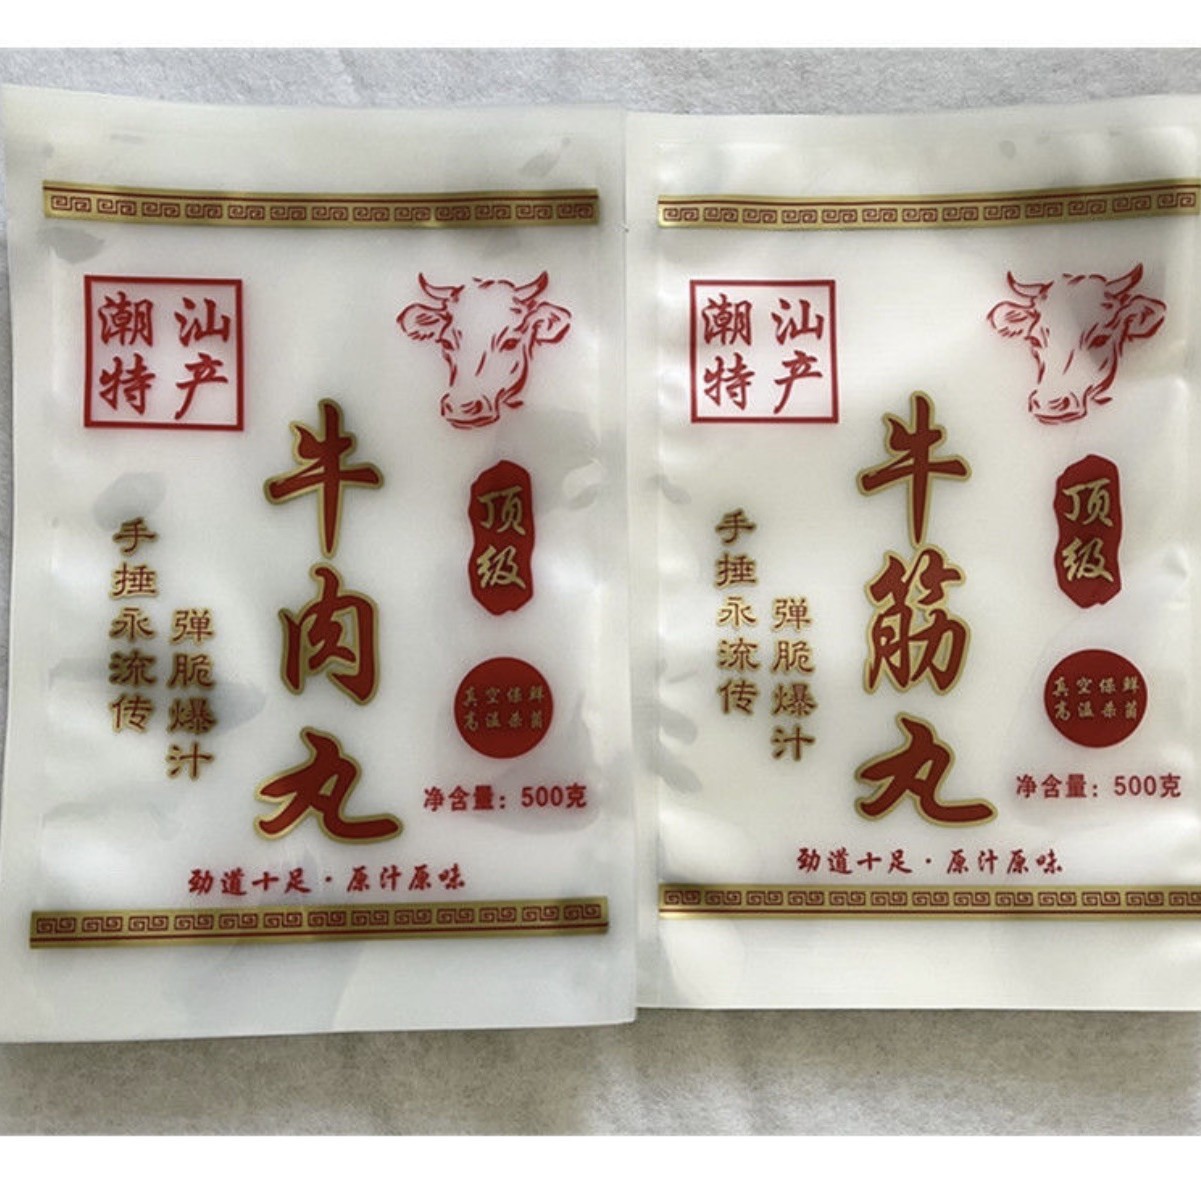 潮汕
特产
牛肉丸
顶级
手捶永流传
弹脆爆汁
真空保鲜
高温杀菌
净含量：500克
劲道十足·原汁原味
潮汕
特产
牛筋丸
顶级
手捶永流传
弹脆爆汁
真空保鲜
高温杀菌
净含量：500克
劲道十足·原汁原味